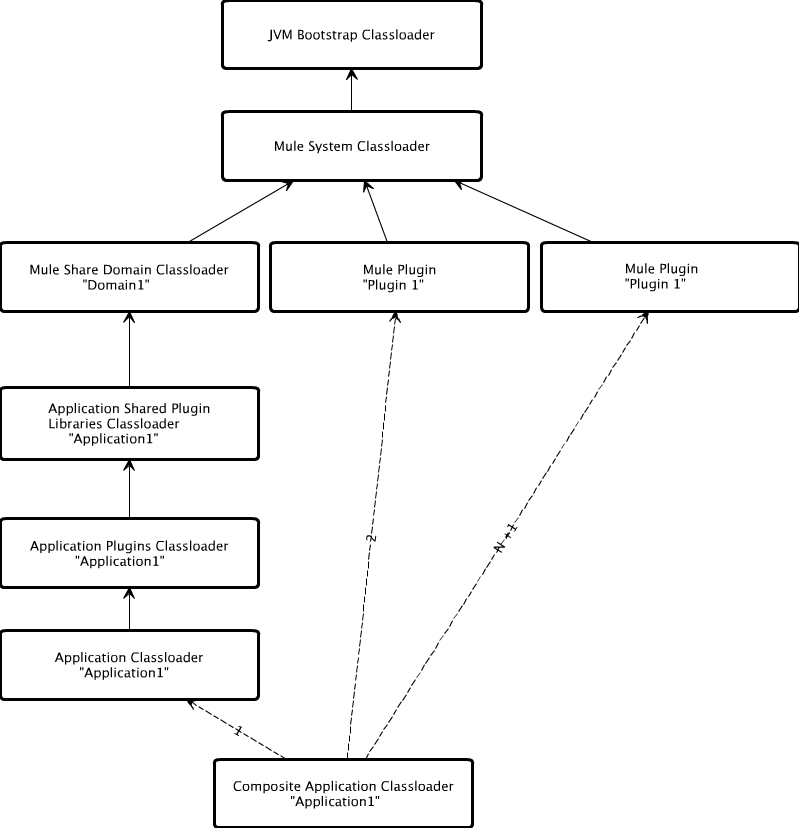 JVM Bootstrap Classloader
Mule System Classloader
Mule Share Domain Classloader
"Domain1"
Mule Plugin
"Plugin 1"
Mule Plugin
"Plugin 1"
Application Shared Plugin
Libraries Classloader
"Application1"
Application Plugins Classloader
"Application1"
2
N +1
Application Classloader
"Application1"
1
Composite Application Classloader
"Application1"